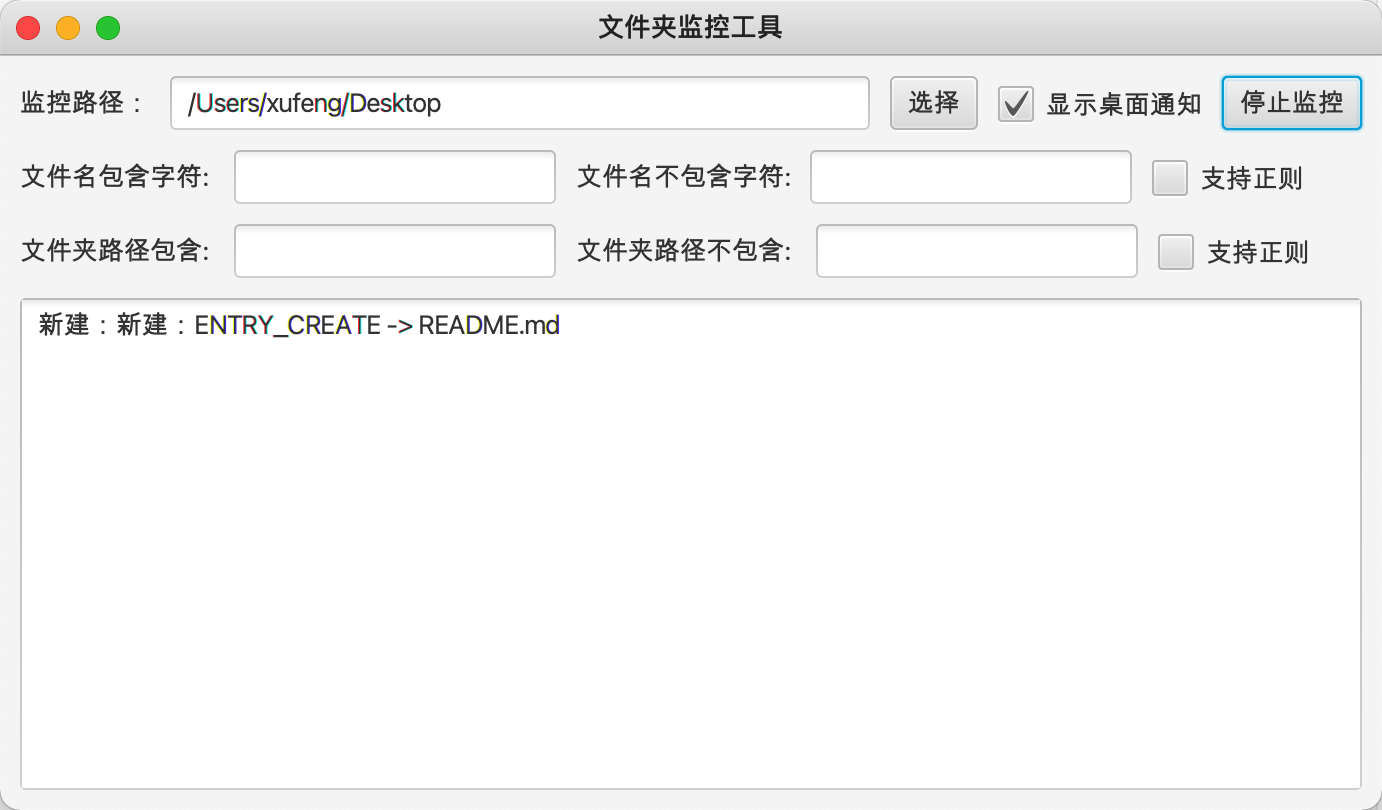 文件夹监控工具
监控路径： /Users/xufeng/Desktop 选择 显示桌面通知 停止监控
文件名包含字符: 文件名不包含字符: 支持正则
文件夹路径包含: 文件夹路径不包含: 支持正则
新建：新建：ENTRY_CREATE -> README.md